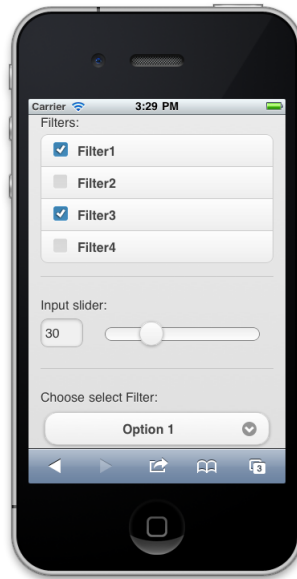 Carrier 3:29 PM
Filters:
Filter1
Filter2
Filter3
Filter4
Input slider:
30
Choose select Filter:
Option 1
3